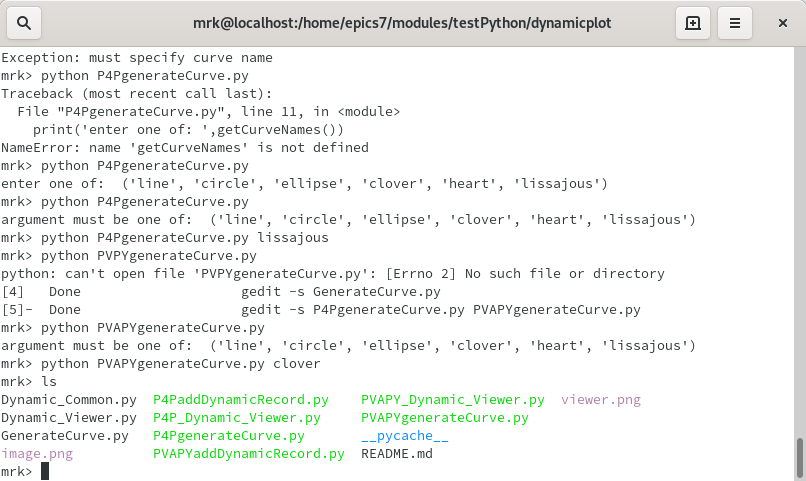 mrk@localhost:/home/epics7/modules/testPython/dynamicplot
Exception: must specify curve name
mrk> python P4PgenerateCurve.py
Traceback (most recent call last):
  File "P4PgenerateCurve.py", line 11, in <module>
    print('enter one of: ',getCurveNames())
NameError: name 'getCurveNames' is not defined
mrk> python P4PgenerateCurve.py
enter one of:  ('line', 'circle', 'ellipse', 'clover', 'heart', 'lissajous')
mrk> python P4PgenerateCurve.py
argument must be one of:  ('line', 'circle', 'ellipse', 'clover', 'heart', 'lissajous')
mrk> python P4PgenerateCurve.py lissajous
mrk> python PVPYgenerateCurve.py
python: can't open file 'PVPYgenerateCurve.py': [Errno 2] No such file or directory
[4]   Done                    gedit -s GenerateCurve.py
[5]-  Done                    gedit -s P4PgenerateCurve.py PVAPYgenerateCurve.py
mrk> python PVAPYgenerateCurve.py
argument must be one of:  ('line', 'circle', 'ellipse', 'clover', 'heart', 'lissajous')
mrk> python PVAPYgenerateCurve.py clover
mrk> ls
Dynamic_Common.py  P4PaddDynamicRecord.py    PVAPY_Dynamic_Viewer.py  viewer.png
Dynamic_Viewer.py  P4P_Dynamic_Viewer.py     PVAPYgenerateCurve.py
GenerateCurve.py   P4PgenerateCurve.py       __pycache__
image.png          PVAPYaddDynamicRecord.py  README.md
mrk>